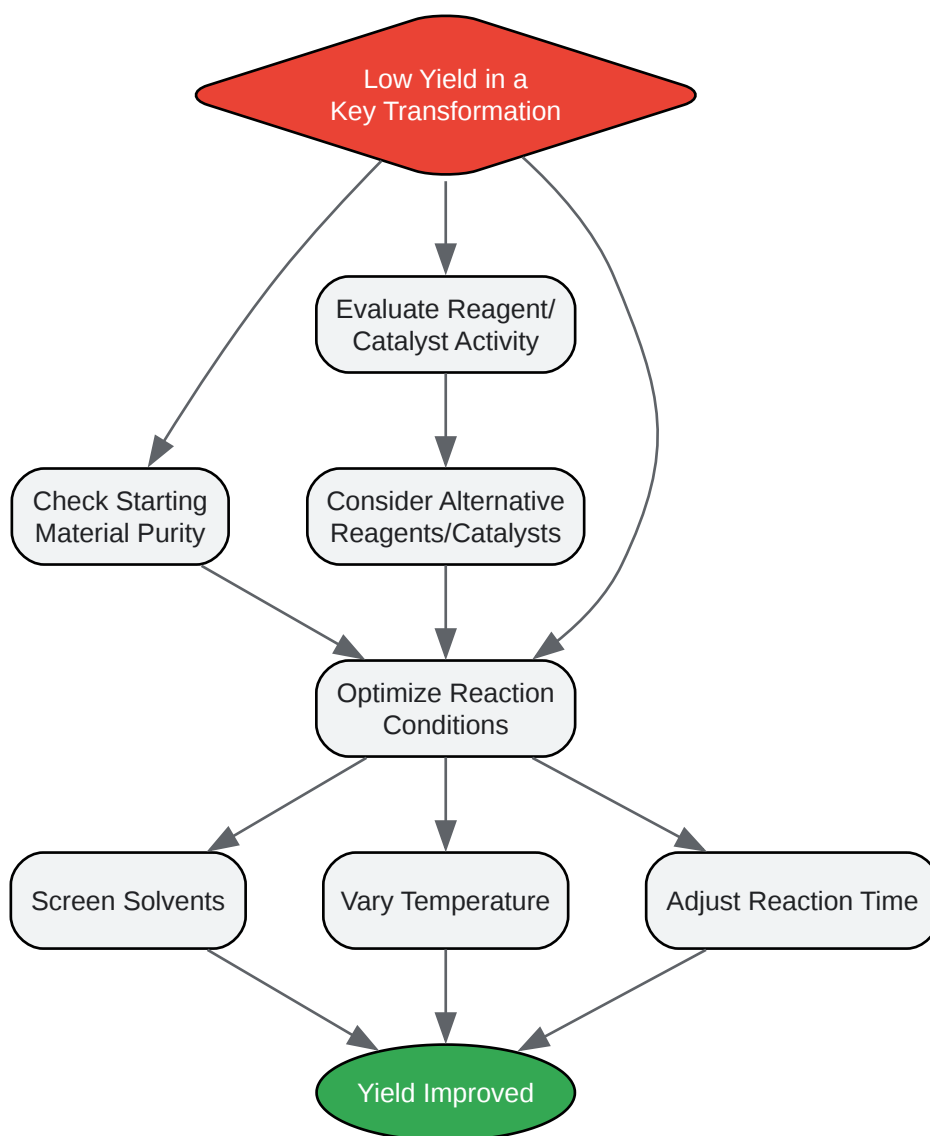 Low Yield in a
Key Transformation
Evaluate Reagent/
Catalyst Activity
Check Starting
Material Purity
Consider Alternative
Reagents/Catalysts
Optimize Reaction
Conditions
Screen Solvents
Vary Temperature
Adjust Reaction Time
Yield Improved